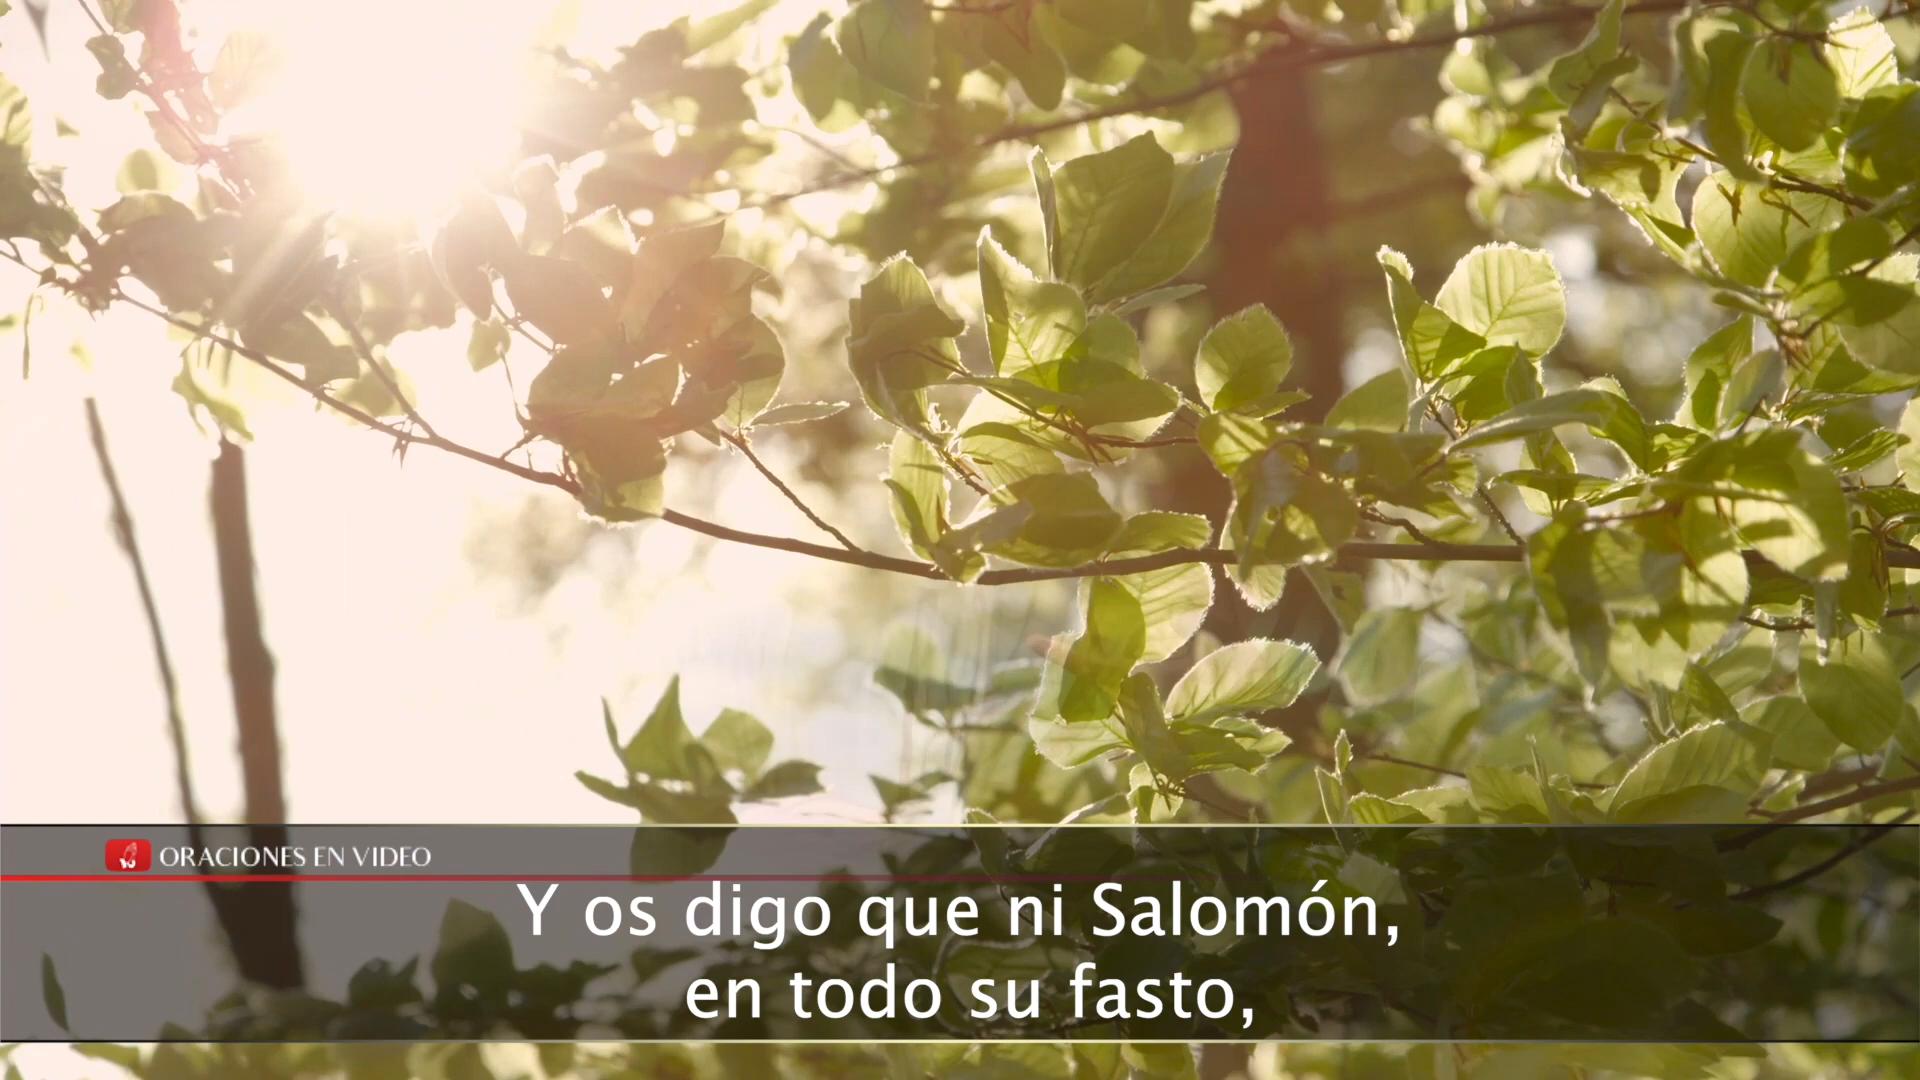 ORACIONES EN VIDEO
Y os digo que ni Salomón,
en todo su fasto,